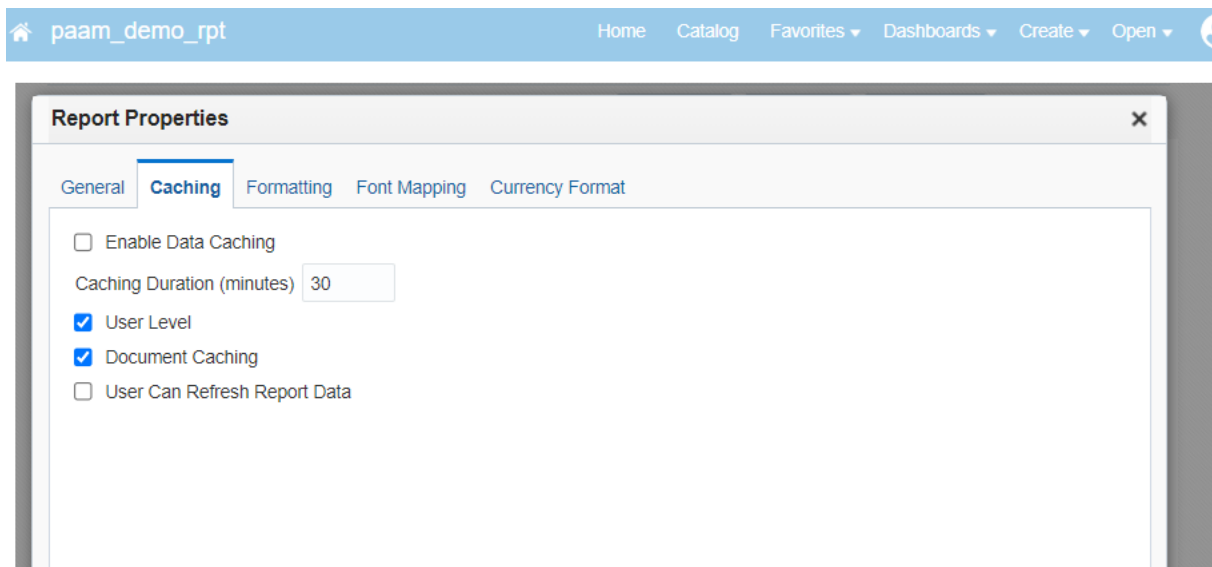 paam_demo_rpt Home Catalog Favorites Dashboards Create Open
Report Properties
General Caching Formatting Font Mapping Currency Format
Enable Data Caching
Caching Duration (minutes) 30
User Level
Document Caching
User Can Refresh Report Data